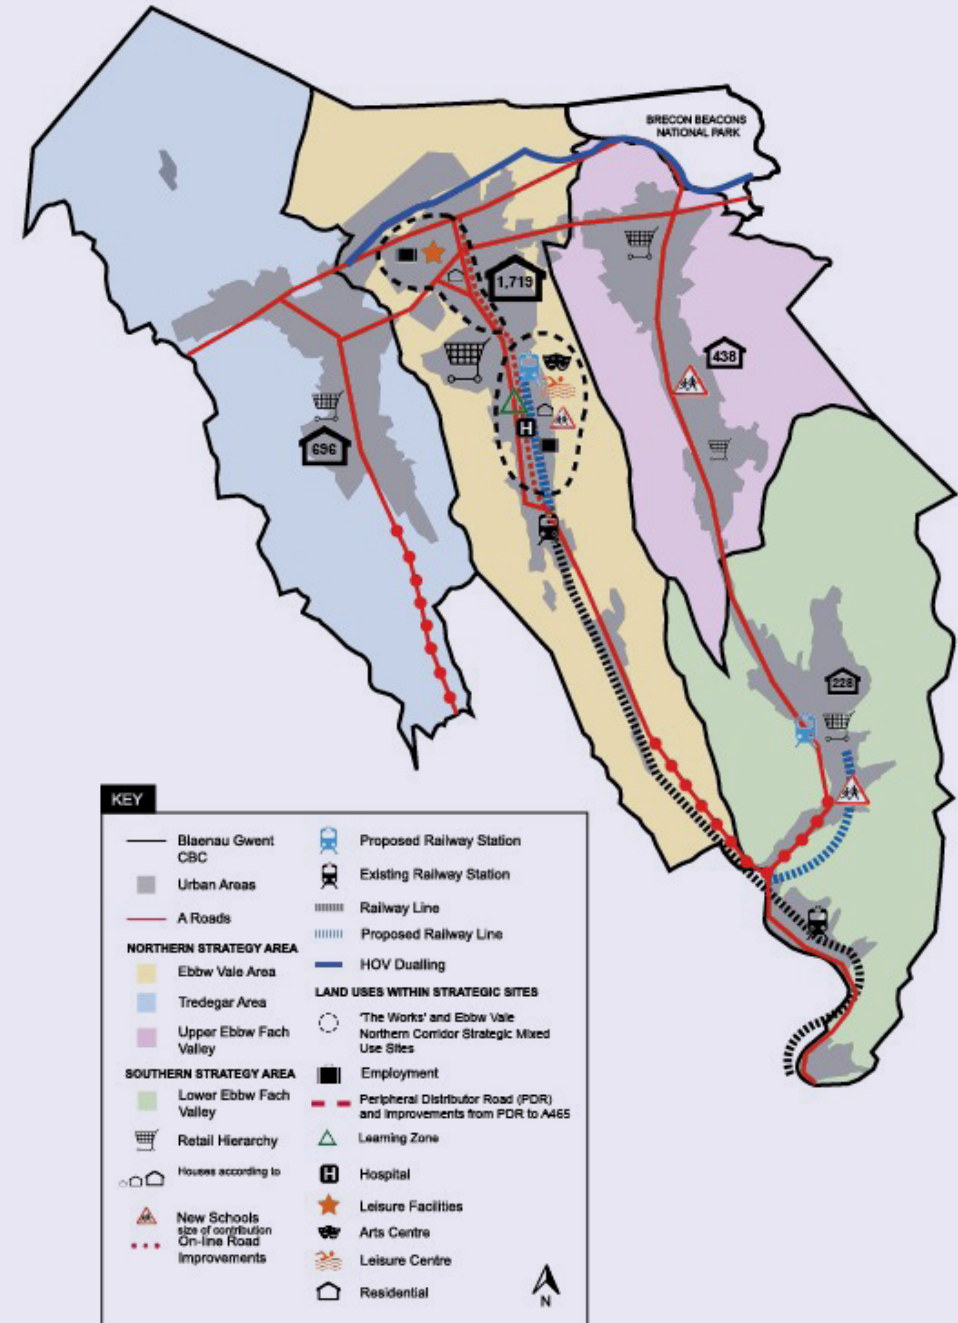 BRECON BEACONS
NATIONAL PARK
1,719
438
696
H
228
KEY
Blaenau Gwent
CBC
Urban Areas
A Roads
NORTHERN STRATEGY AREA
Ebbw Vale Area
Tredegar Area
Upper Ebbw Fach
Valley
SOUTHERN STRATEGY AREA
Lower Ebbw Fach
Valley
Retail Hierarchy
Houses according to
New Schools
size of contribution
On-line Road
Improvements
Proposed Railway Station
Existing Railway Station
Railway Line
Proposed Railway Line
HOV Dualling
LAND USES WITHIN STRATEGIC SITES
'The Works' and Ebbw Vale
Northern Corridor Strategic Mixed
Use Sites
Employment
Peripheral Distributor Road (PDR)
and Improvements from PDR to A465
Learning Zone
H Hospital
Leisure Facilities
Arts Centre
Leisure Centre
Residential
N